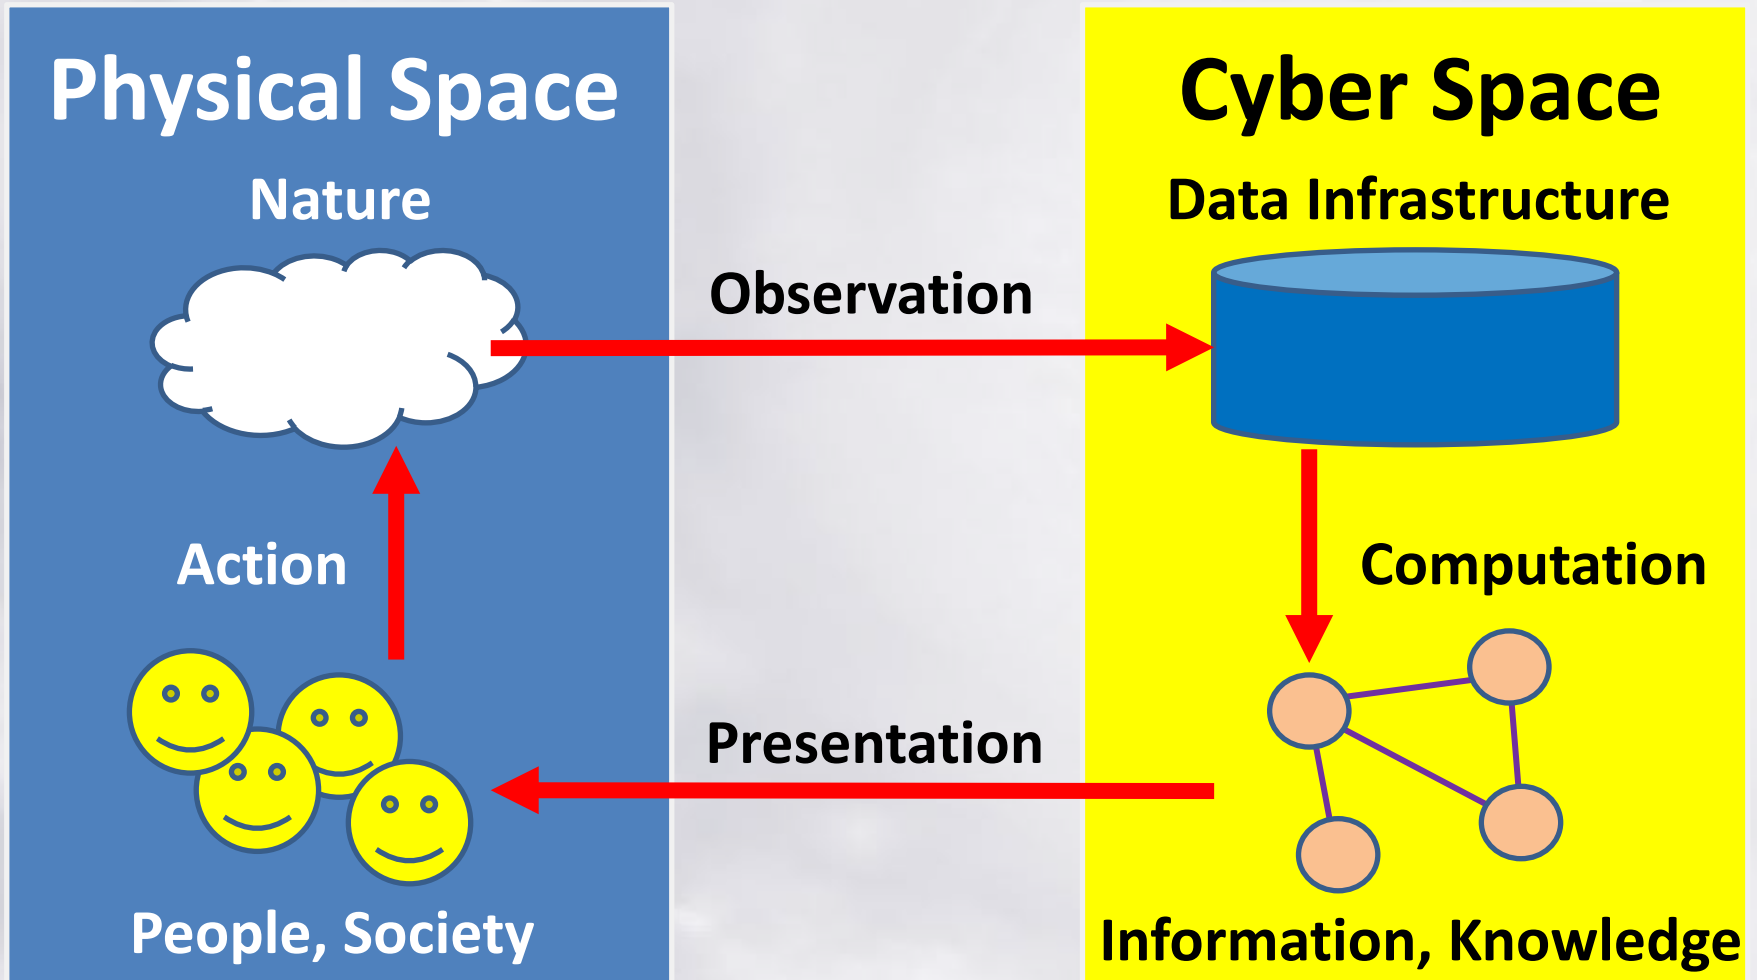 Physical Space
Nature
Action
People, Society
Observation
Presentation
Cyber Space
Data Infrastructure
Computation
Information, Knowledge